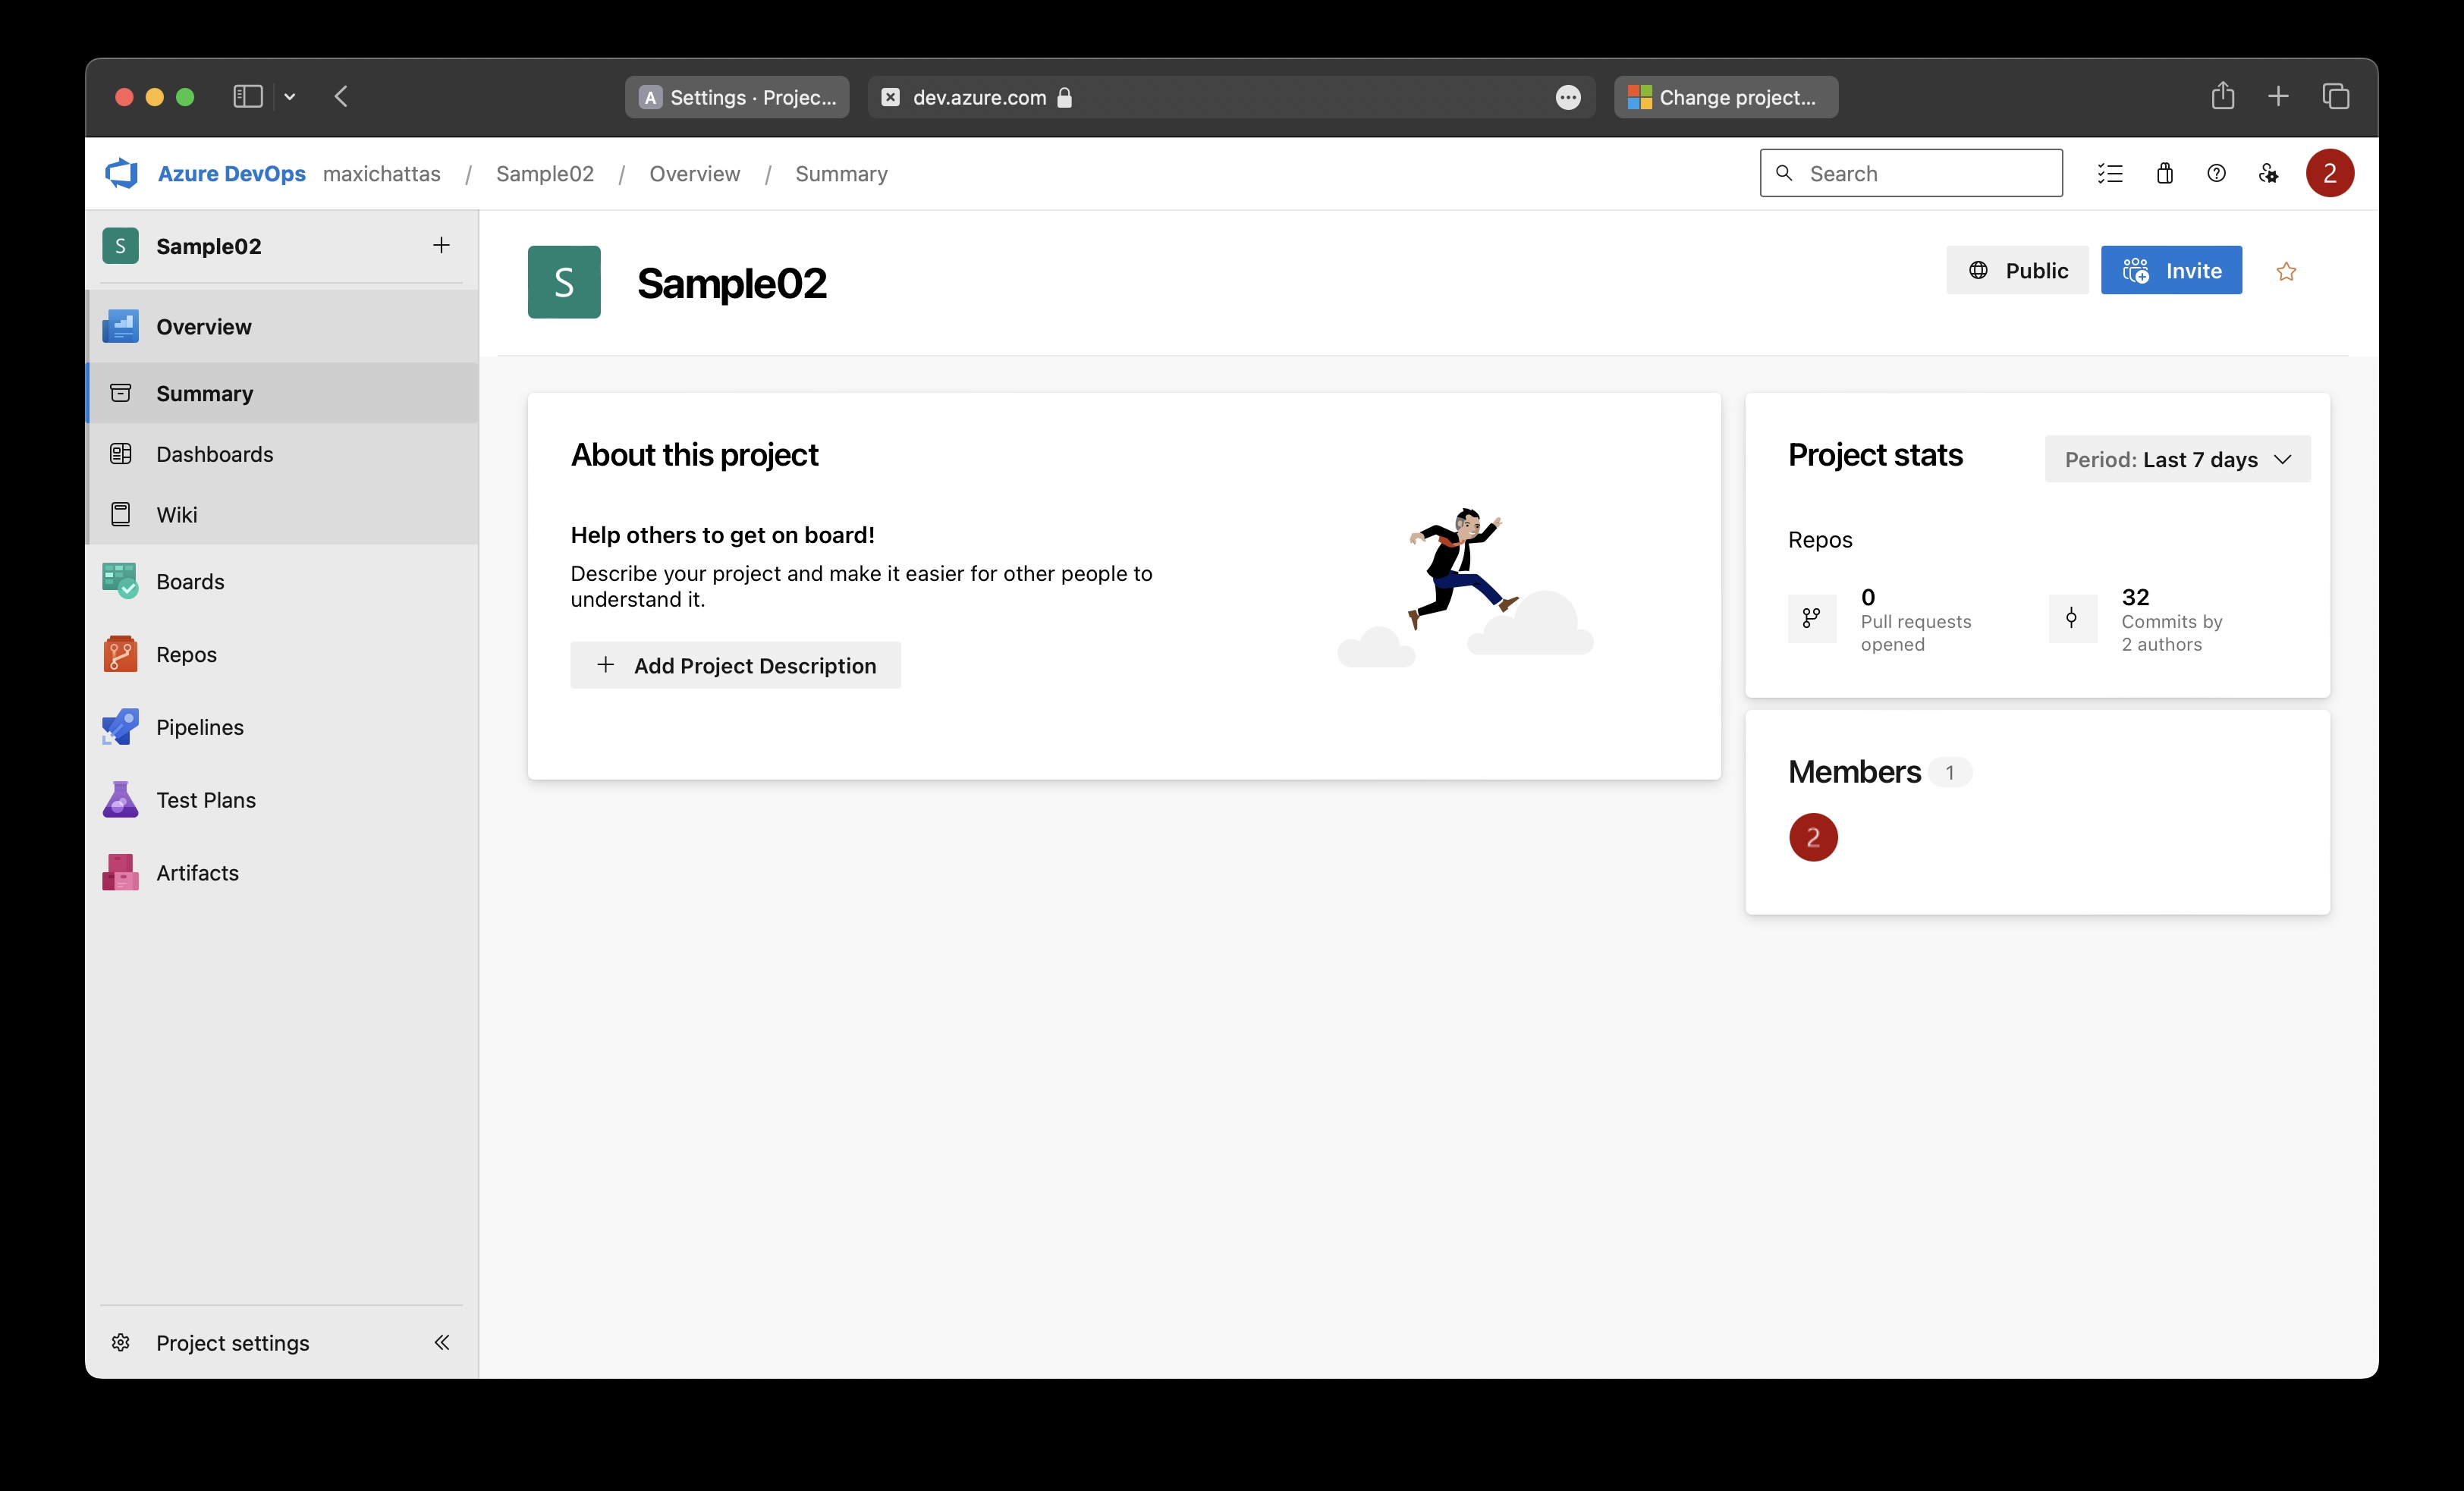 A Settings · Projec...
dev.azure.com
Change project...
Azure DevOps maxichattas / Sample02 / Overview / Summary
Search
2
S Sample02
Overview
Summary
Dashboards
Wiki
Boards
Repos
Pipelines
Test Plans
Artifacts
Project settings
S Sample02
Public
Invite
About this project
Help others to get on board!
Describe your project and make it easier for other people to
understand it.
Add Project Description
Project stats
Period: Last 7 days
Repos
0
Pull requests
opened
32
Commits by
2 authors
Members 1
2